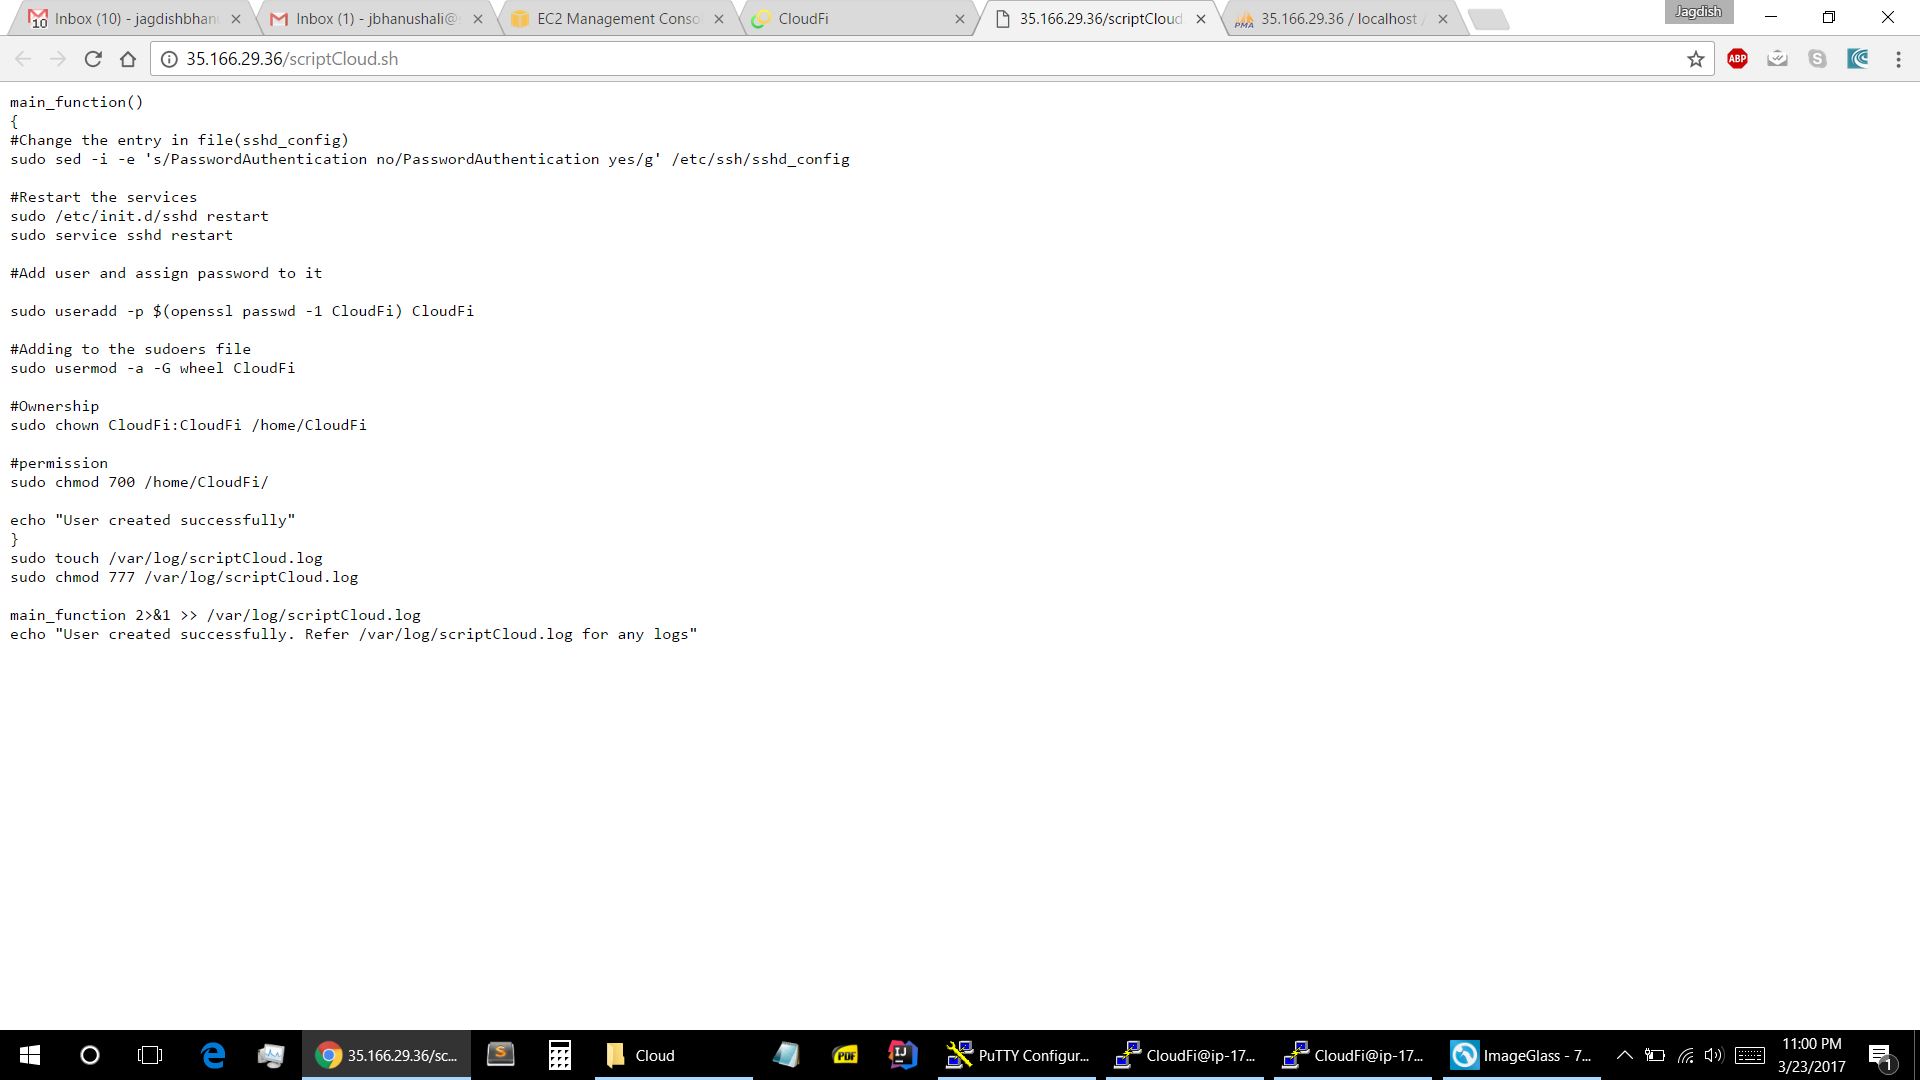 Inbox (10) - jagdishbhan
Inbox (1) - jbhanushali@
EC2 Management Conso
CloudFi
35.166.29.36/scriptCloud
35.166.29.36 / localhost /
Jagdish
35.166.29.36/scriptCloud.sh
main_function()
{
#Change the entry in file(sshd_config)
sudo sed -i -e 's/PasswordAuthentication no/PasswordAuthentication yes/g' /etc/ssh/sshd_config
#Restart the services
sudo /etc/init.d/sshd restart
sudo service sshd restart
#Add user and assign password to it
sudo useradd -p $(openssl passwd -1 CloudFi) CloudFi
#Adding to the sudoers file
sudo usermod -a -G wheel CloudFi
#Ownership
sudo chown CloudFi:CloudFi /home/CloudFi
#permission
sudo chmod 700 /home/CloudFi/
echo "User created successfully"
}
sudo touch /var/log/scriptCloud.log
sudo chmod 777 /var/log/scriptCloud.log
main_function 2>&1 >> /var/log/scriptCloud.log
echo "User created successfully. Refer /var/log/scriptCloud.log for any logs"
35.166.29.36/sc...
Cloud
PuTTY Configur...
CloudFi@ip-17...
CloudFi@ip-17...
ImageGlass - 7...
11:00 PM
3/23/2017
1
10
PMA
ABP
PDF
IJ
S